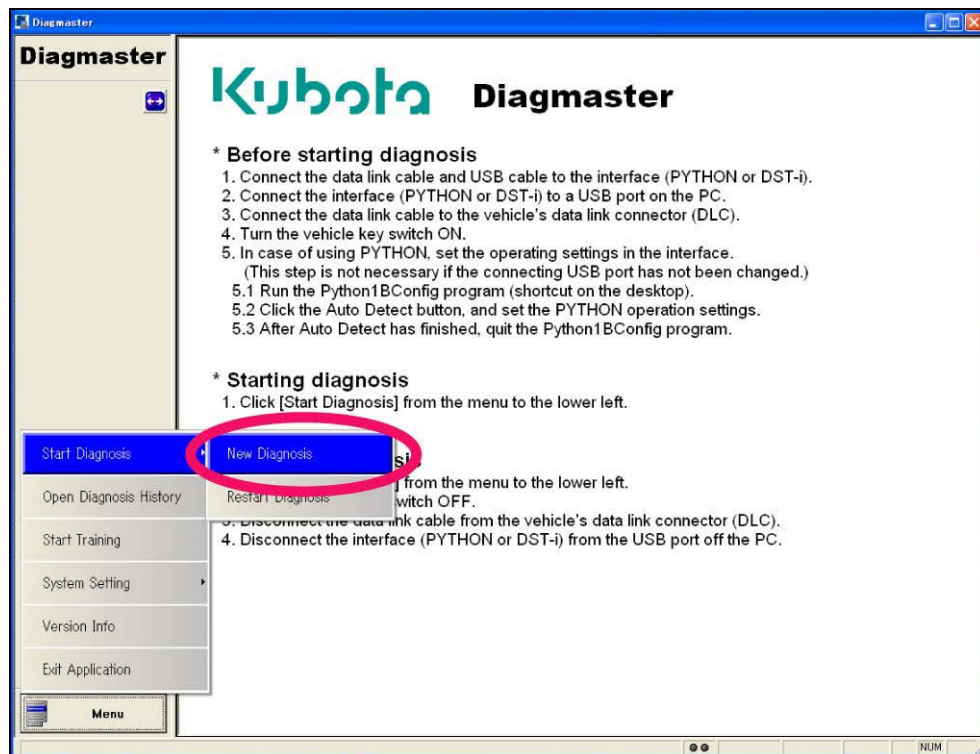 Diagmaster
Diagmaster
Kubota Diagmaster
* Before starting diagnosis
1. Connect the data link cable and USB cable to the interface (PYTHON or DST-i).
2. Connect the interface (PYTHON or DST-i) to a USB port on the PC.
3. Connect the data link cable to the vehicle's data link connector (DLC).
4. Turn the vehicle key switch ON.
5. In case of using PYTHON, set the operating settings in the interface.
(This step is not necessary if the connecting USB port has not been changed.)
5.1 Run the Python1BConfig program (shortcut on the desktop).
5.2 Click the Auto Detect button, and set the PYTHON operation settings.
5.3 After Auto Detect has finished, quit the Python1BConfig program.
* Starting diagnosis
1. Click [Start Diagnosis] from the menu to the lower left.
Start Diagnosis
New Diagnosis
] from the menu to the lower left.
Open Diagnosis History
Restart Diagnosis
switch OFF.
3. Disconnect the data link cable from the vehicle's data link connector (DLC).
Start Training
4. Disconnect the interface (PYTHON or DST-i) from the USB port off the PC.
System Setting
Version Info
Exit Application
Menu
NUM